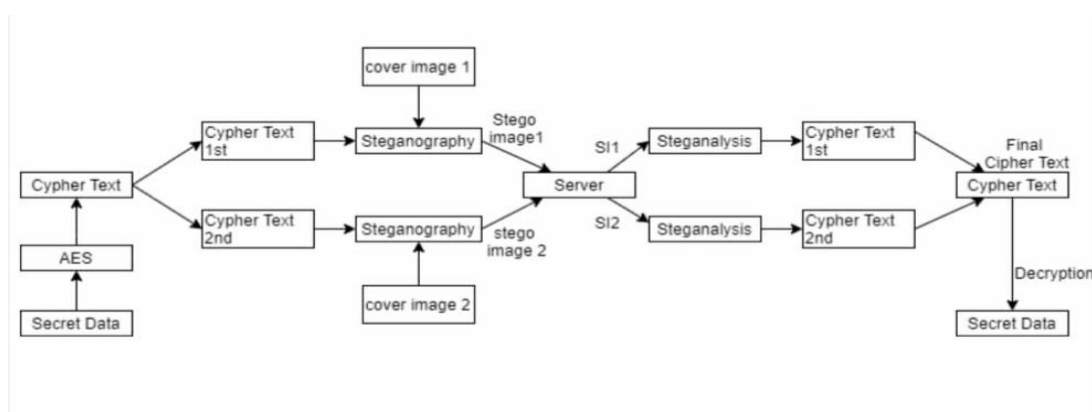 cover image 1
Cypher Text
1st
Steganography
Stego
image1
SI1
Steganalysis
Cypher Text
1st
Final
Cipher Text
Cypher Text
Server
Cypher Text
Cypher Text
2nd
Steganography
stego
image 2
SI2
Steganalysis
Cypher Text
2nd
AES
Decryption
cover image 2
Secret Data
Secret Data